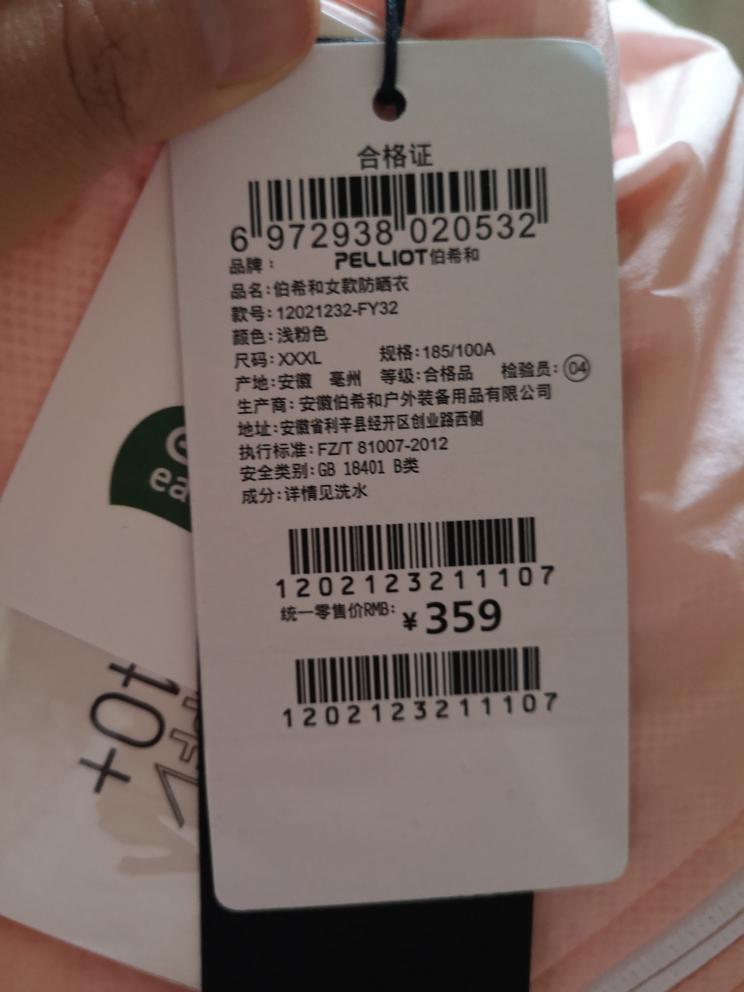 合格证
6 972938 020532
品牌： PELLIOT伯希和
品名:伯希和女款防晒衣
款号:12021232-FY32
颜色:浅粉色
尺码:XXXL 规格:185/100A
产地:安徽 亳州 等级:合格品 检验员:04
生产商:安徽伯希和户外装备用品有限公司
地址:安徽省利辛县经开区创业路西侧
执行标准:FZ/T 81007-2012
安全类别:GB 18401 B类
成分:详情见洗水
1202123211107
统一零售价RMB: ¥359
1202123211107
ea
40+